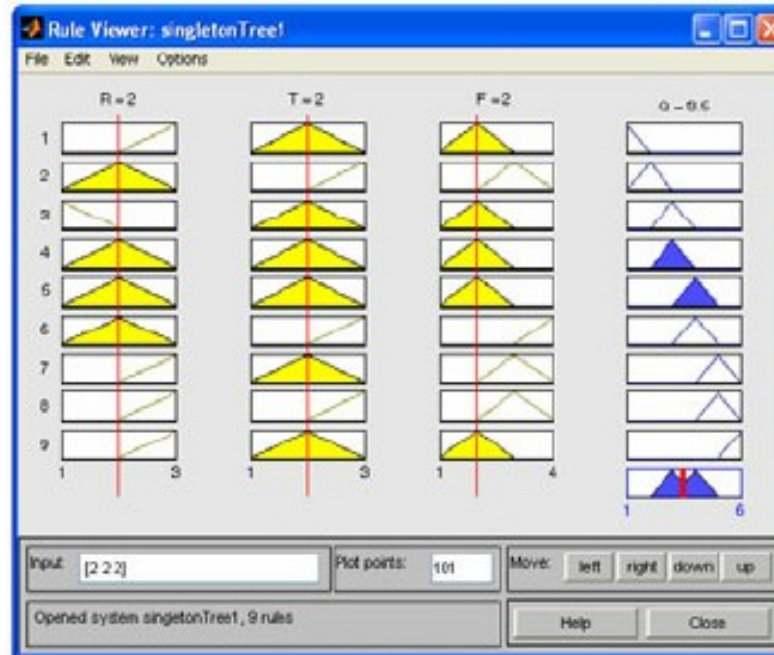 Rule Viewer: singletonTree1
File Edit View Options
R = 2 T = 2 F = 2
1
2
3
4
5
6
7
8
9
1 3 1 3 1 4
1 6
Input: [2 2 2] Plot points: 101 Move: left right down up
Opened system singletonTree1, 9 rules Help Close